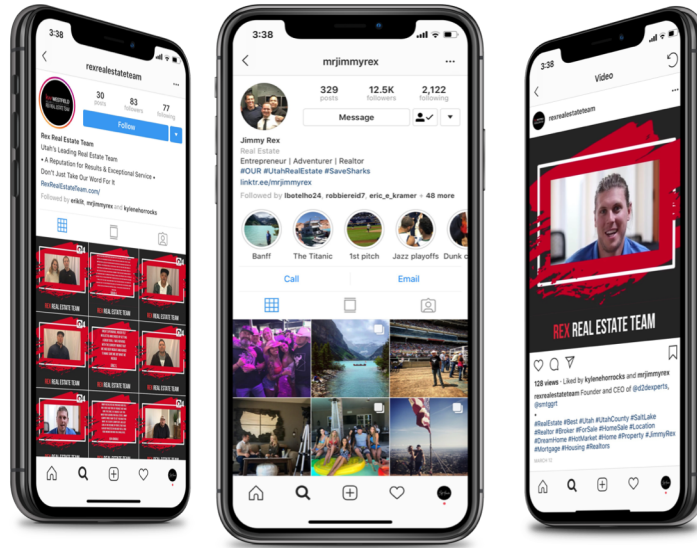 3:38
rexrealestateteam
30
posts
83
followers
77
following
Follow
Rex Real Estate Team
Utah's Leading Real Estate Team
• A Reputation for Results & Exceptional Service •
Don't Just Take Our Word For It
RexRealEstateTeam.com/
Followed by eriklit, mrjimmyrex and kylenehorrocks
REX REAL ESTATE TEAM
REX REAL ESTATE TEAM
REX REAL ESTATE TEAM
REX REAL ESTATE TEAM
REX REAL ESTATE TEAM
REX REAL ESTATE TEAM
3:38
mrjimmyrex
329
posts
12.5K
followers
2,122
following
Message
Jimmy Rex
Real Estate
Entrepreneur | Adventurer | Realtor
#OUR #UtahRealEstate #SaveSharks
linktr.ee/mrjimmyrex
Followed by lbotelho24, robbiereid7, eric_e_kramer + 48 more
Banff
The Titanic
1st pitch
Jazz playoffs
Dunk c
Call
Email
3:38
Video
rexrealestateteam
REX REAL ESTATE TEAM
128 views · Liked by kylenehorrocks and mrjimmyrex
rexrealestateteam Founder and CEO of @d2dexperts,
@smtggrt
•
#RealEstate #Best #Utah #UtahCounty #SaltLake
#Realtor #Broker #ForSale #HomeSale #Location
#DreamHome #HotMarket #Home #Property #JimmyRex
#Mortgage #Housing #Realtors